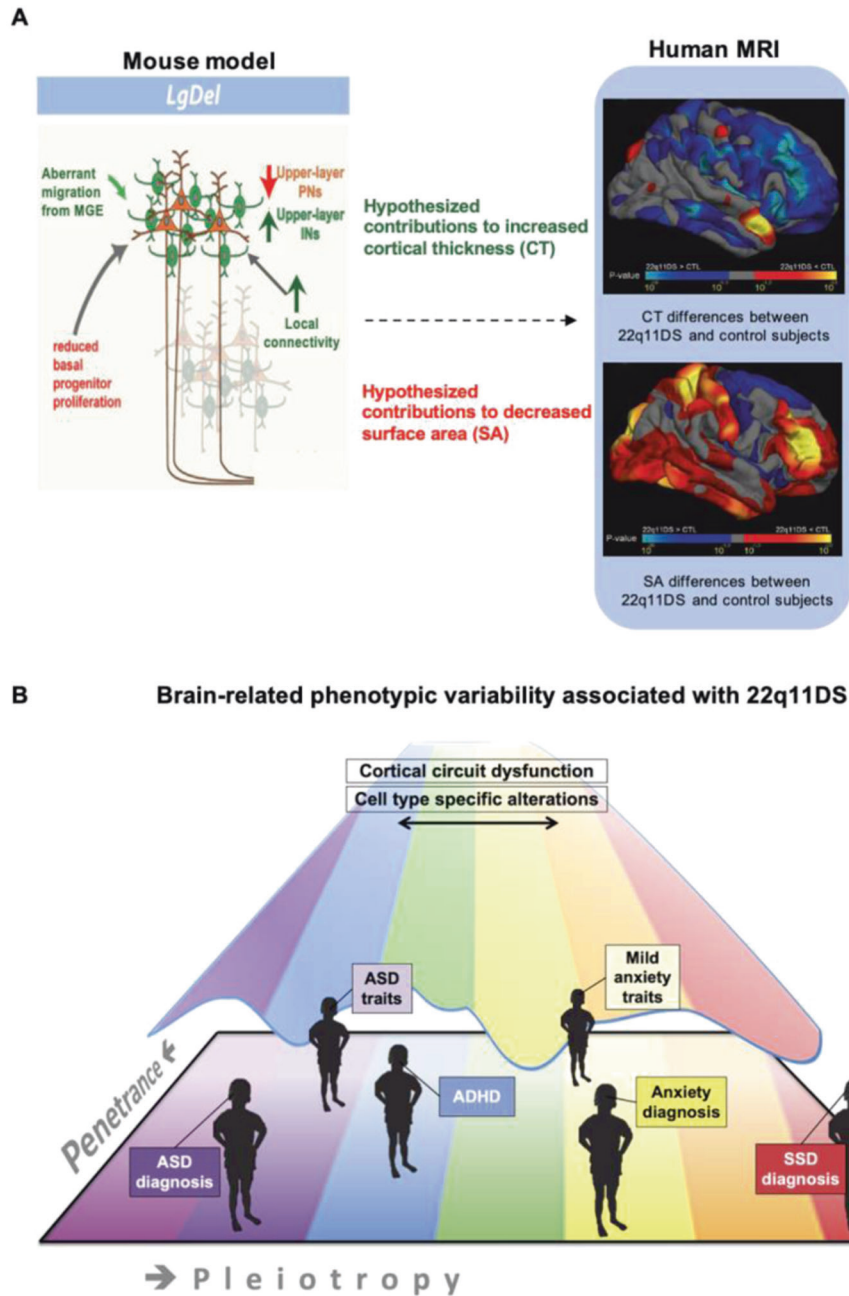 A
Mouse model
LgDel
Aberrant
migration
from MGE
Upper-layer
PNs
Upper-layer
INs
Local
connectivity
reduced
basal
progenitor
proliferation
Hypothesized
contributions to increased
cortical thickness (CT)
Hypothesized
contributions to decreased
surface area (SA)
Human MRI
22q11DS > CTL
22q11DS < CTL
P-value
CT differences between
22q11DS and control subjects
22q11DS > CTL
22q11DS < CTL
P-value
SA differences between
22q11DS and control subjects
B
Brain-related phenotypic variability associated with 22q11DS
Cortical circuit dysfunction
Cell type specific alterations
ASD
traits
Mild
anxiety
traits
ADHD
Anxiety
diagnosis
ASD
diagnosis
SSD
diagnosis
Penetrance
Pleiotropy